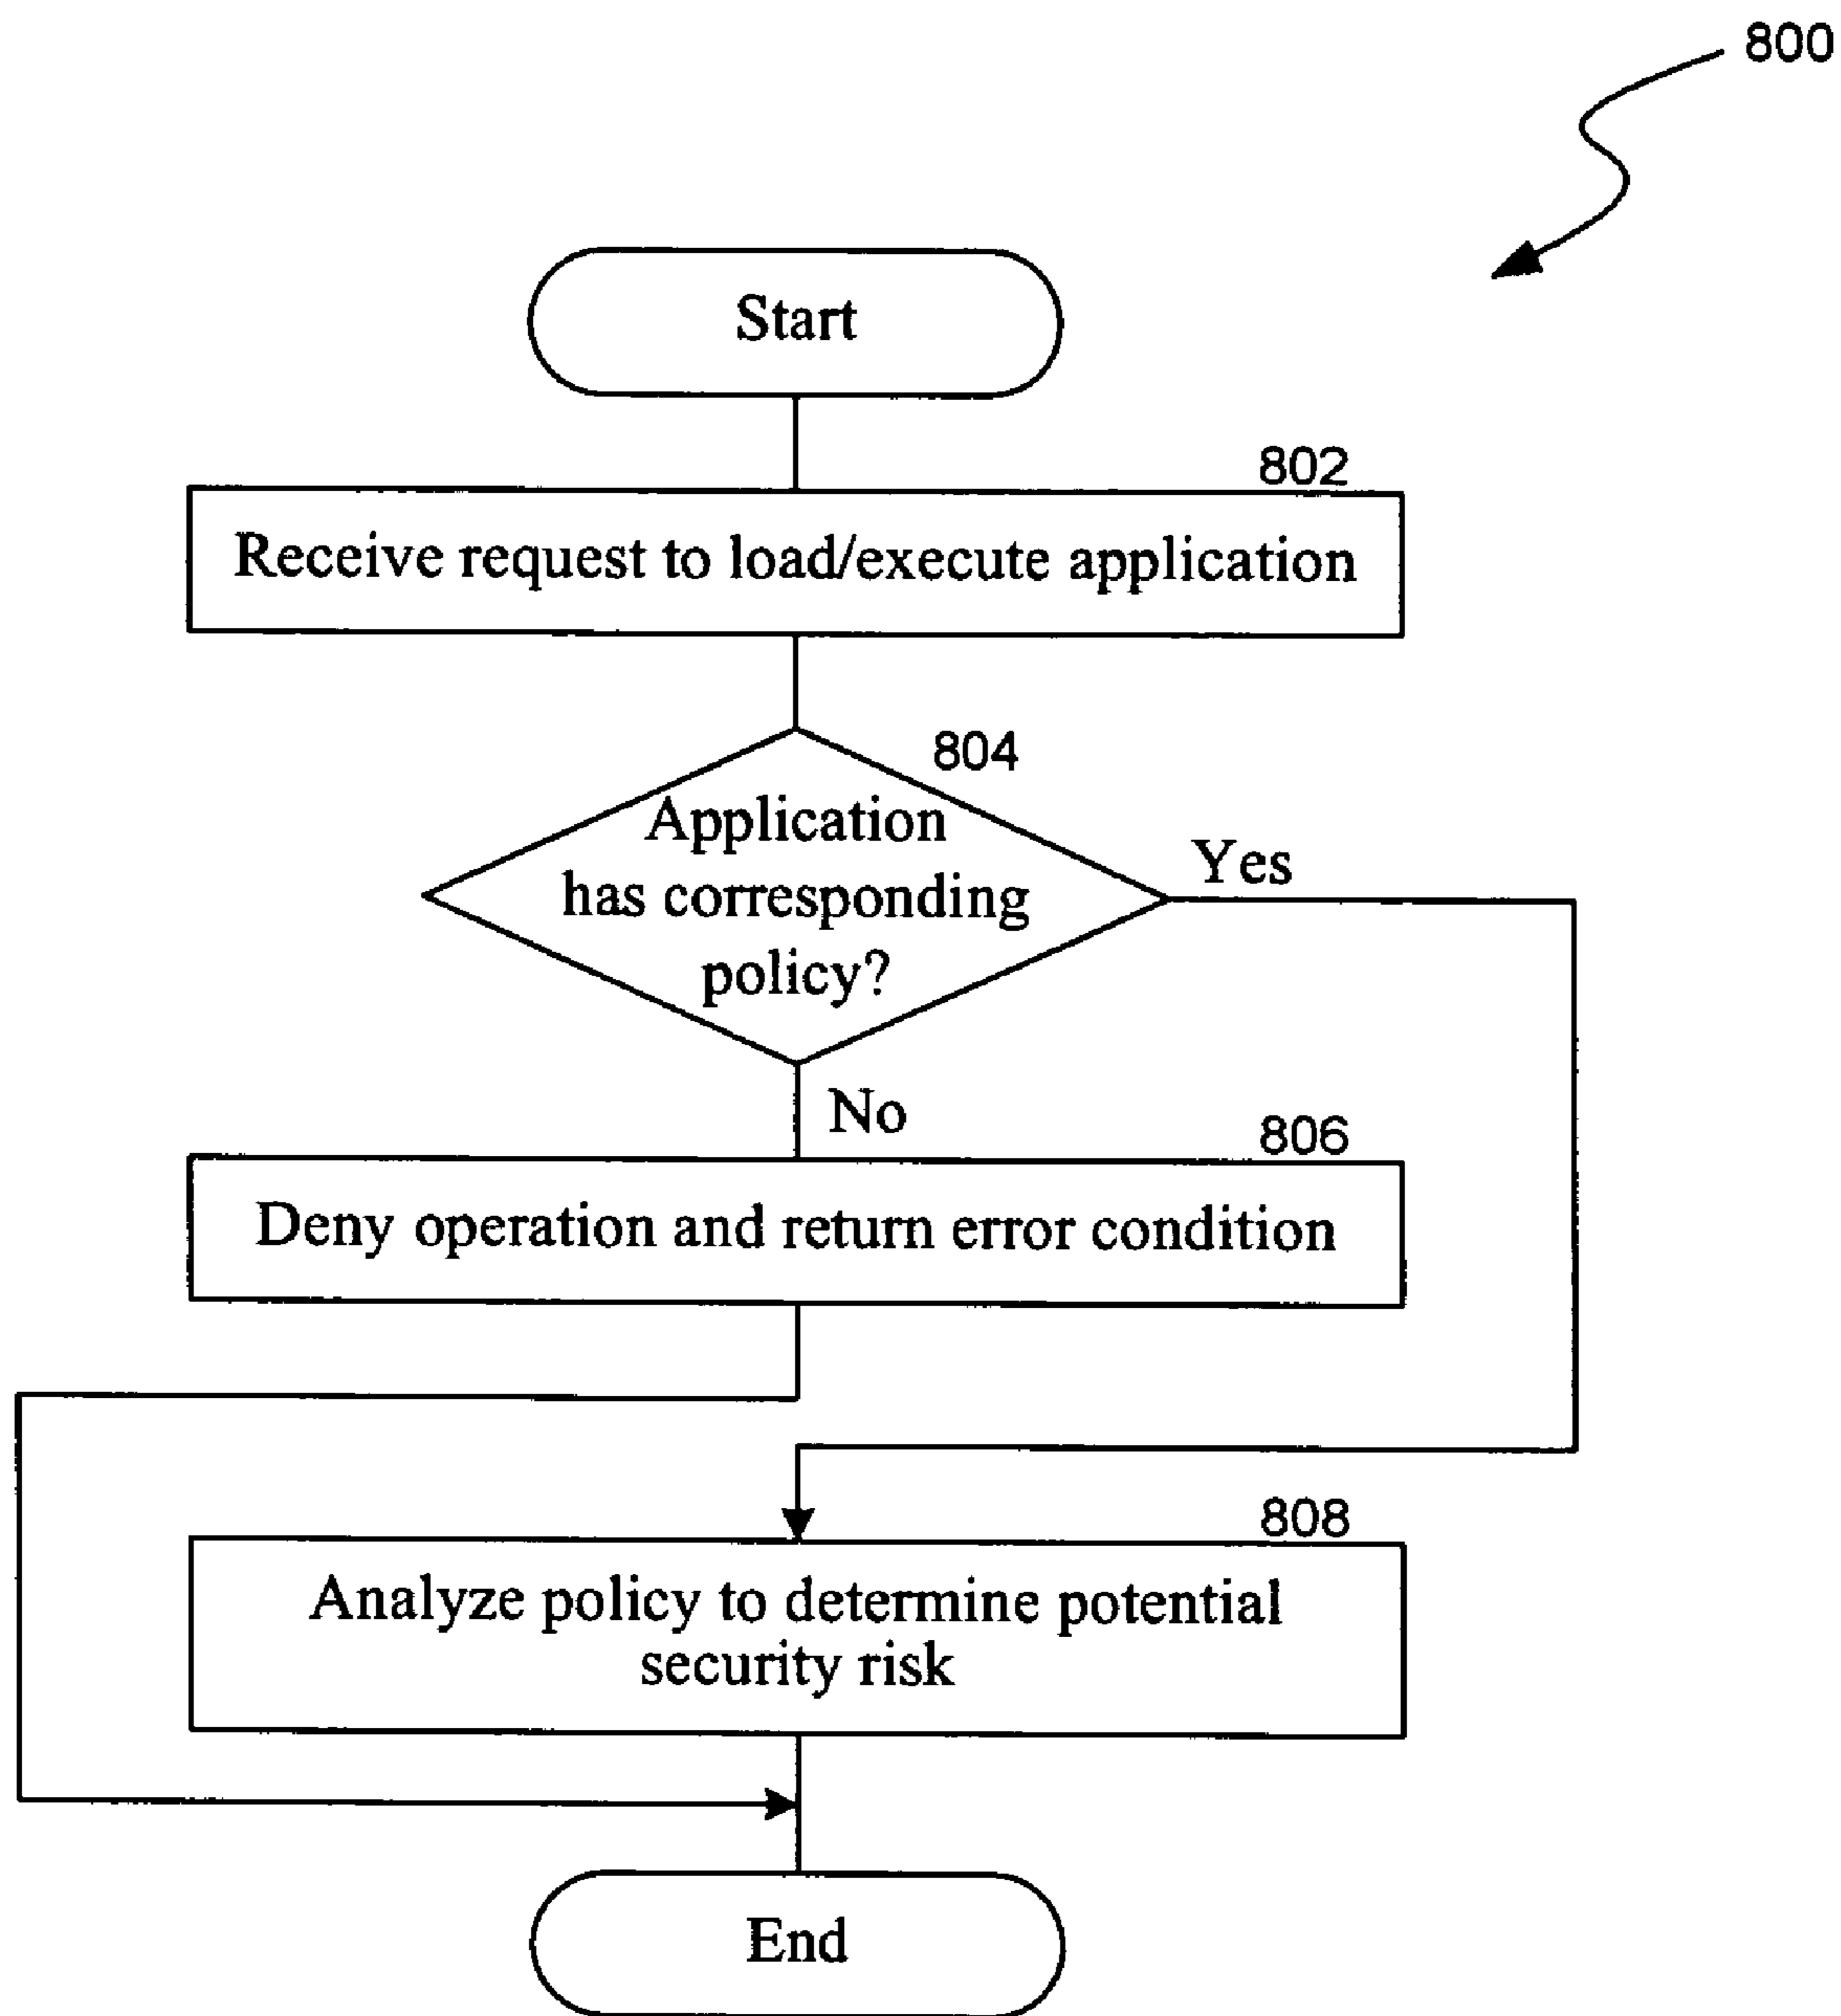 800
Start
802
Receive request to load/execute application
804
Application
has corresponding
policy?
Yes
No
806
Deny operation and return error condition
808
Analyze policy to determine potential
security risk
End